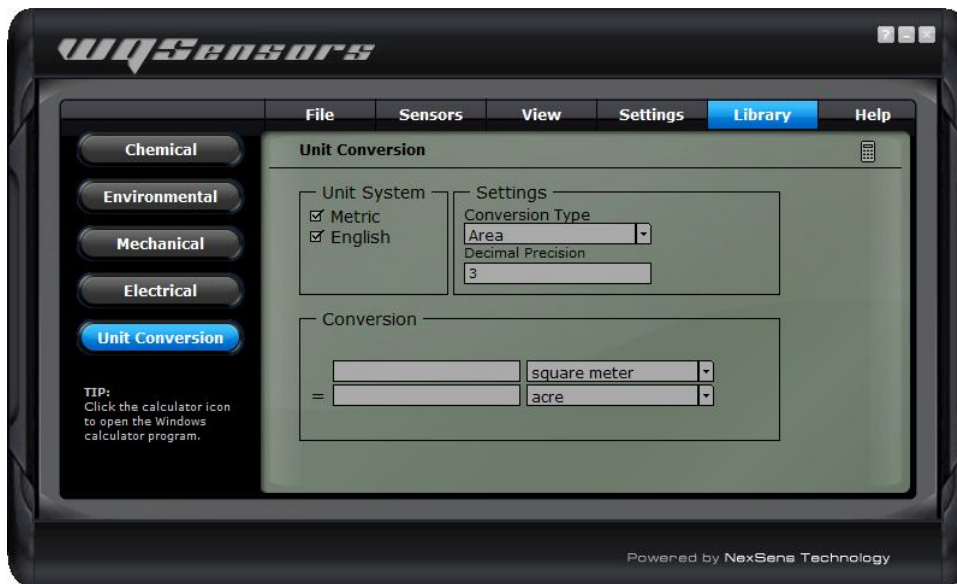 WQSensors
?
File Sensors View Settings Library Help
Chemical
Environmental
Mechanical
Electrical
Unit Conversion
TIP:
Click the calculator icon
to open the Windows
calculator program.
Unit Conversion
Unit System
Metric
English
Settings
Conversion Type
Area
Decimal Precision
3
Conversion
square meter
=
acre
Powered by NexSens Technology